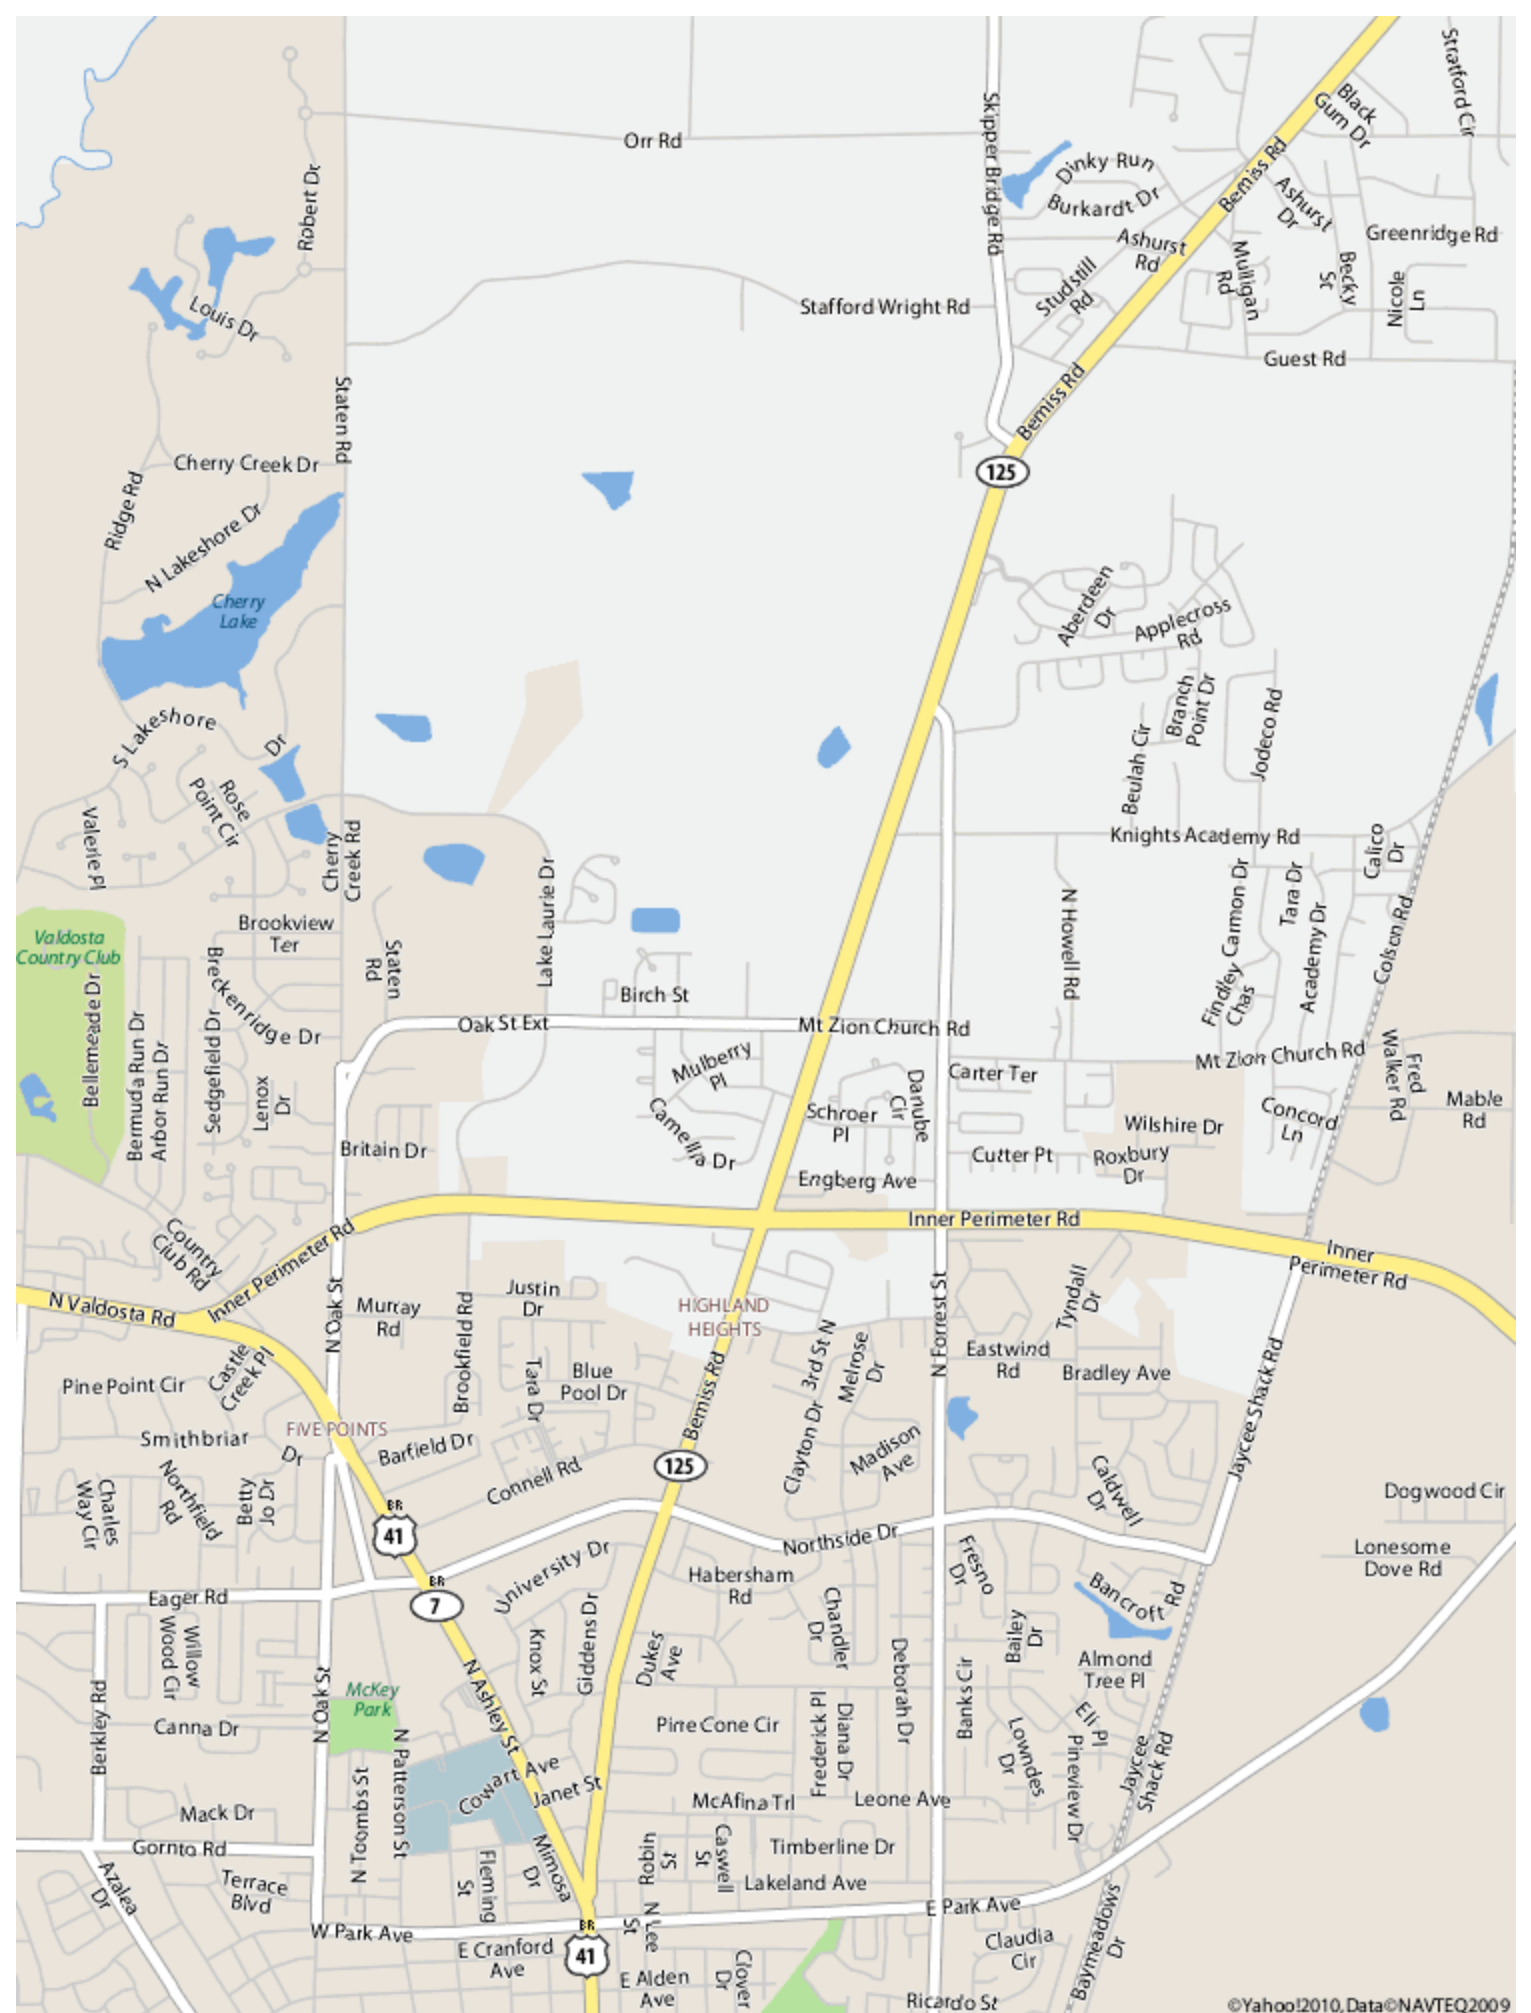 Stratford Cir
Black
Gum Dr
Skipper Bridge Rd
Orr Rd
Dinky Run
Bemiss Rd
Burkardt Dr
Ashurst
Dr
Robert Dr
Greenridge Rd
Ashurst
Rd
Mulligan
Rd
Becky
St
Nicole
Ln
Studstill
Rd
Louis Dr
Stafford Wright Rd
Guest Rd
Staten Rd
Bemiss Rd
125
Cherry Creek Dr
Ridge Rd
N Lakeshore Dr
Cherry
Lake
Aberdeen
Dr
Applecross
Rd
S Lakeshore
Dr
Branch
Point Dr
Jodeco Rd
Beulah Cir
Rose
Point Cir
Valerie Pl
Cherry
Creek Rd
Knights Academy Rd
Calico
Dr
Lake Laurie Dr
N Howell Rd
Carmon Dr
Tara Dr
Academy Dr
Colson Rd
Valdosta
Country Club
Brookview
Ter
Staten
Rd
Breckenridge Dr
Bellemeade Dr
Birch St
Findley
Chas
Oak St Ext
Mt Zion Church Rd
Bermuda Run Dr
Arbor Run Dr
Sedgefield Dr
Lenox
Dr
Mulberry
Pl
Mt Zion Church Rd
Carter Ter
Danube
Cir
Fred
Walker Rd
Mable
Rd
Camellia Dr
Schroer
Pl
Concord
Ln
Wilshire Dr
Britain Dr
Cutter Pt
Roxbury
Dr
Engberg Ave
Country
Club Rd
Inner Perimeter Rd
Inner Perimeter Rd
Inner
Perimeter Rd
N Valdosta Rd
N Oak St
Murray
Rd
Brookfield Rd
Justin
Dr
HIGHLAND
HEIGHTS
Tyndall
Dr
N Forrest St
3rd St N
Melrose
Dr
Eastwind
Rd
Bradley Ave
Jaycee Shack Rd
Castle
Creek Pl
Pine Point Cir
Tara Dr
Blue
Pool Dr
Bemiss Rd
FIVE POINTS
Smithbriar
Dr
Barfield Dr
Clayton Dr
Madison
Ave
125
Connell Rd
Caldwell
Dr
Charles
Way Cir
Northfield
Rd
Betty
Jo Dr
Dogwood Cir
BR
41
Northside Dr
Lonesome
Dove Rd
University Dr
Fresno
Dr
Habersham
Rd
BR
7
Eager Rd
Bancroft
Rd
Chandler
Dr
Giddens Dr
Knox St
Dukes
Ave
Willow
Wood Cir
Bailey
Dr
Deborah Dr
Almond
Tree Pl
N Ashley St
Banks Cir
McKey
Park
N Oak St
Berkley Rd
Canna Dr
Pine Cone Cir
Frederick Pl
Diana Dr
Eli Pl
Lowndes
Dr
Pineview Dr
Jaycee
Shack Rd
N Patterson St
N Toombs St
Cowart Ave
Janet St
McAfina Trl
Leone Ave
Mack Dr
Gornto Rd
Robin
St
Caswell
St
Timberline Dr
Mimosa
Dr
Fleming
St
Lakeland Ave
Azalea
Dr
Terrace
Blvd
E Park Ave
N Lee
St
BR
41
W Park Ave
E Cranford
Ave
Claudia
Cir
Baymeadows
Dr
E Alden
Ave
Clover
Dr
Ricardo St
©Yahoo!2010, Data©NAVTEQ2009